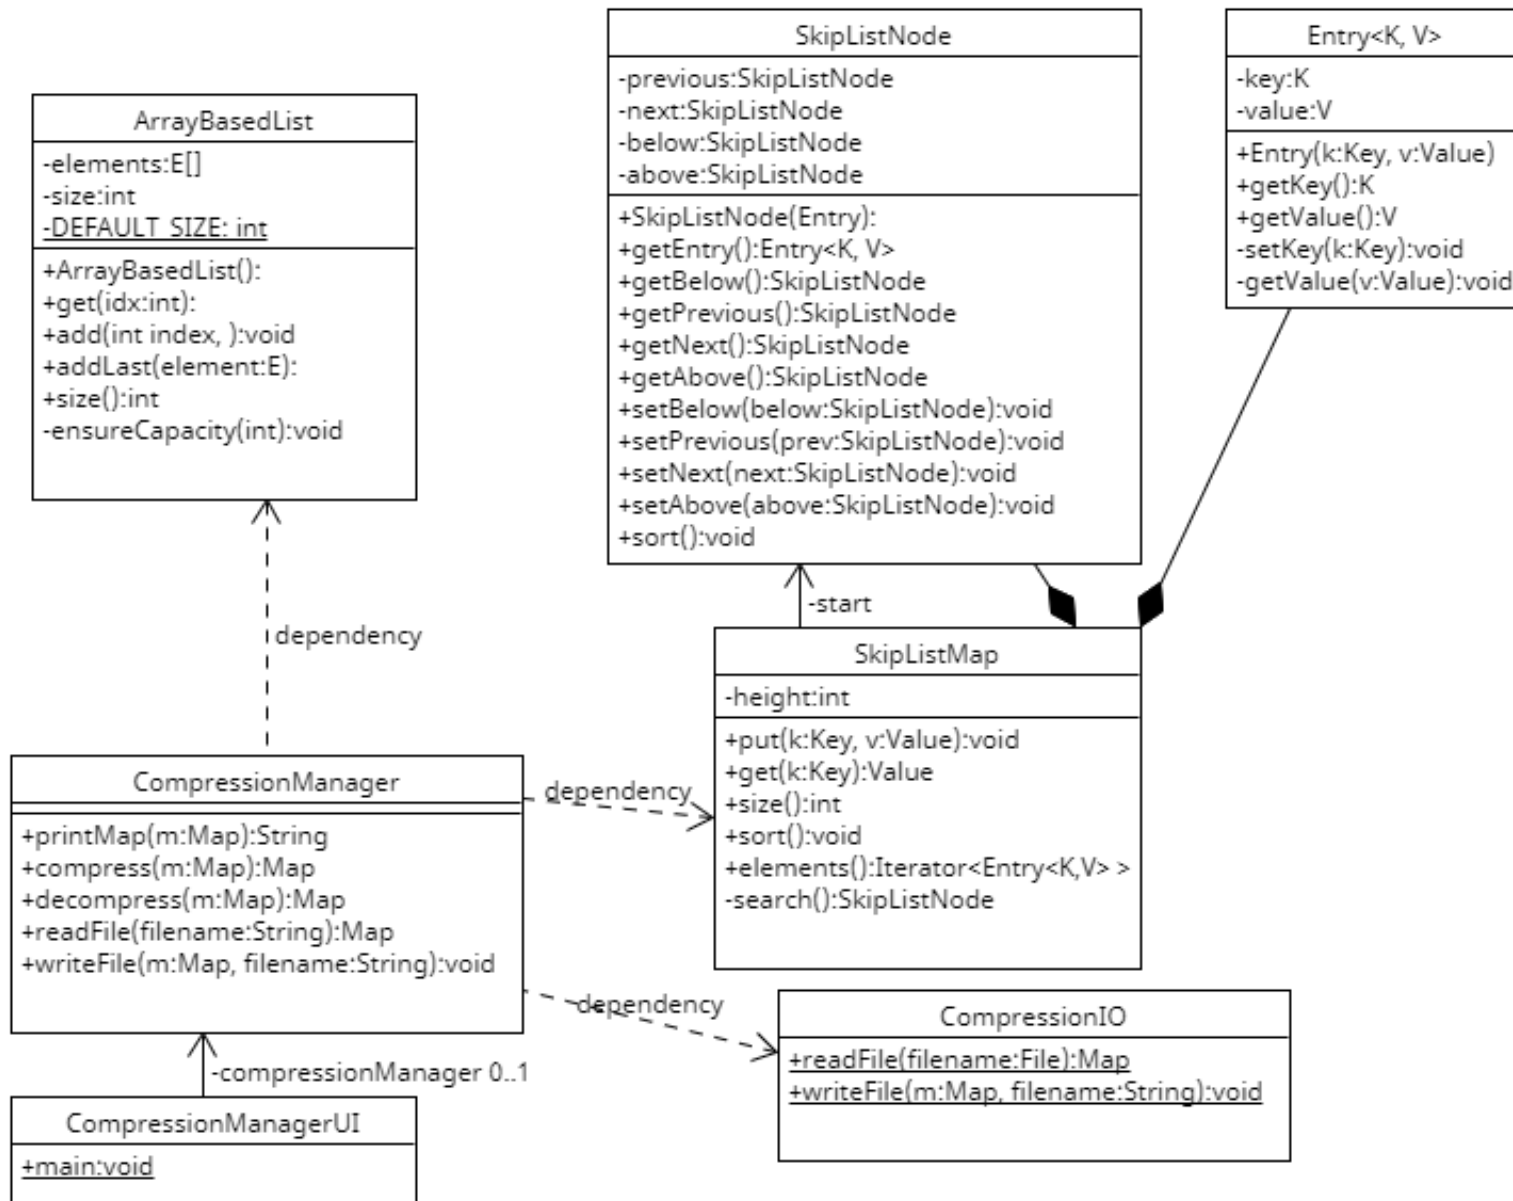 SkipListNode
-previous:SkipListNode
-next:SkipListNode
-below:SkipListNode
-above:SkipListNode
+SkipListNode(Entry):
+getEntry():Entry<K, V>
+getBelow():SkipListNode
+getPrevious():SkipListNode
+getNext():SkipListNode
+getAbove():SkipListNode
+setBelow(below:SkipListNode):void
+setPrevious(prev:SkipListNode):void
+setNext(next:SkipListNode):void
+setAbove(above:SkipListNode):void
+sort():void
Entry<K, V>
-key:K
-value:V
+Entry(k:Key, v:Value)
+getKey():K
+getValue():V
-setKey(k:Key):void
-getValue(v:Value):void
ArrayBasedList
-elements:E[]
-size:int
-DEFAULT_SIZE: int
+ArrayBasedList():
+get(idx:int):
+add(int index, ):void
+addLast(element:E):
+size():int
-ensureCapacity(int):void
dependency
-start
SkipListMap
-height:int
+put(k:Key, v:Value):void
+get(k:Key):Value
+size():int
+sort():void
+elements():Iterator<Entry<K,V> >
-search():SkipListNode
CompressionManager
+printMap(m:Map):String
+compress(m:Map):Map
+decompress(m:Map):Map
+readFile(filename:String):Map
+writeFile(m:Map, filename:String):void
dependency
dependency
CompressionIO
+readFile(filename:File):Map
+writeFile(m:Map, filename:String):void
-compressionManager 0..1
CompressionManagerUI
+main:void